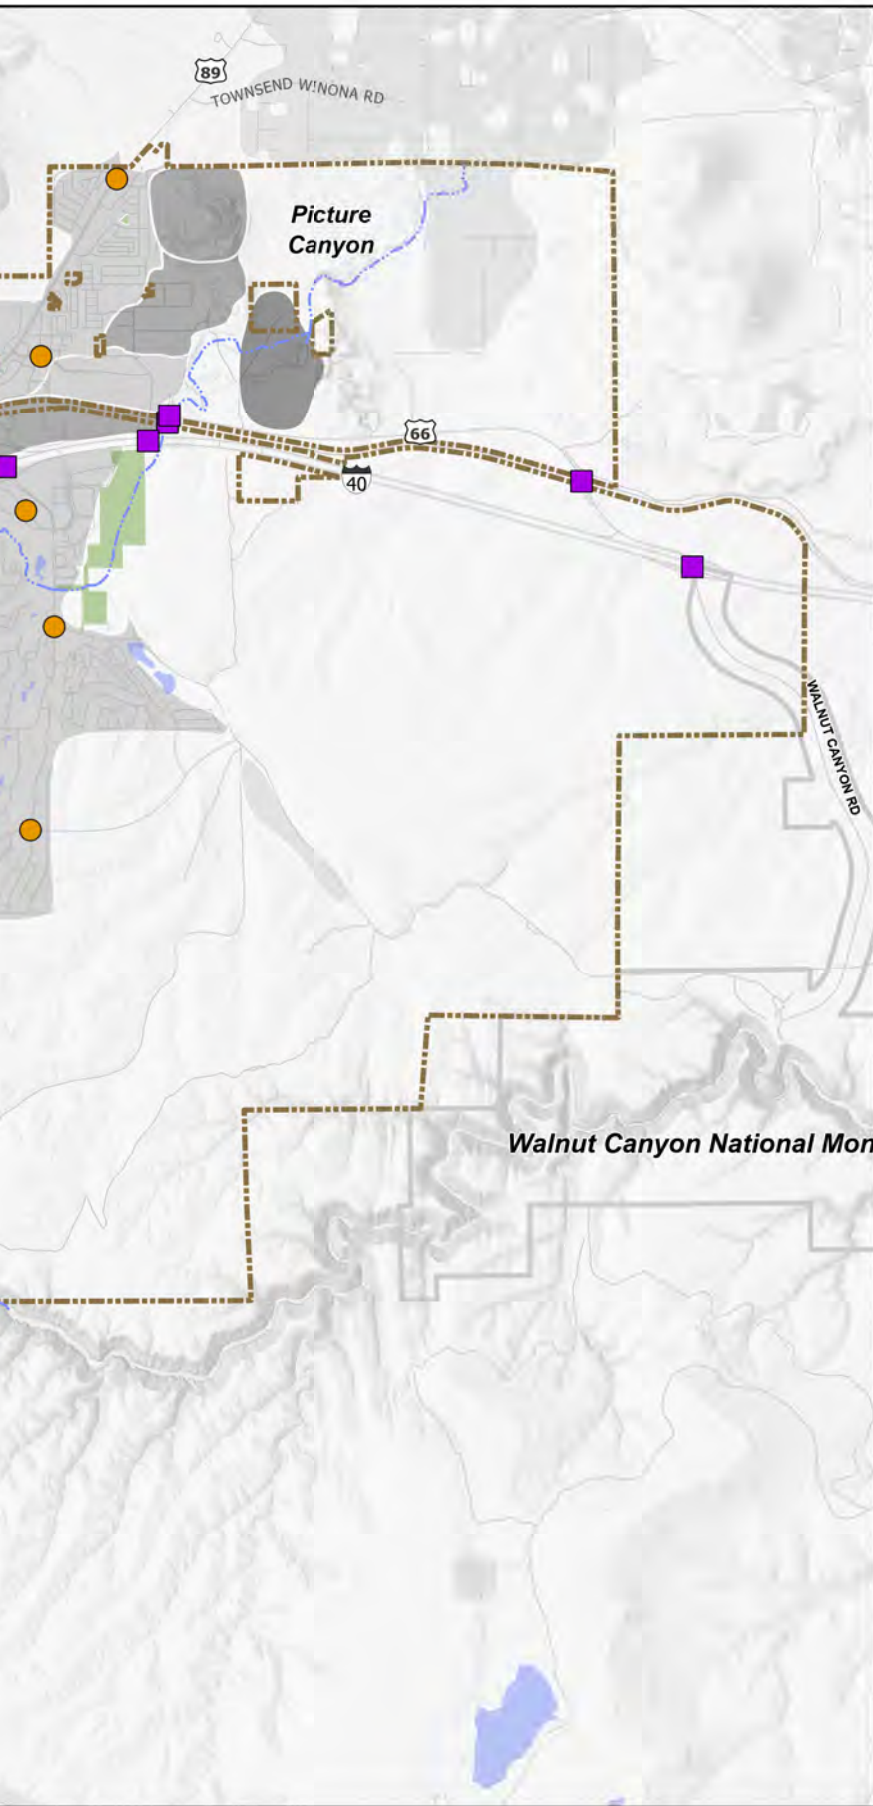 89
TOWNSEND WINONA RD
Picture
Canyon
66
40
WALNUT CANYON RD
Walnut Canyon National Mon